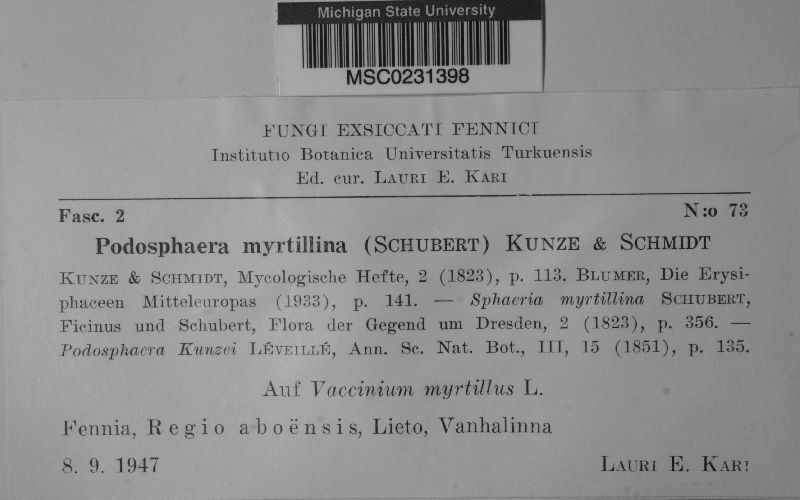 Michigan State University
MSC0231398
FUNGI EXSICCATI FENNICI
Institutio Botanica Universitatis Turkuensis
Ed. cur. LAURI E. KARI
Fasc. 2
N:o 73
Podosphaera myrtillina (SCHUBERT) KUNZE & SCHMIDT
KUNZE & SCHMIDT, Mycologische Hefte, 2 (1823), p. 113. BLUMER, Die Erysi-
phaceen Mitteleuropas (1933), p. 141. — Sphaeria myrtillina SCHUBERT,
Ficinus und Schubert, Flora der Gegend um Dresden, 2 (1823), p. 356. —
Podosphaera Kunzei LÉVEILLÉ, Ann. Sc. Nat. Bot., III, 15 (1851), p. 135.
Auf Vaccinium myrtillus L.
Fennia, Regio aboënsis, Lieto, Vanhalinna
8. 9. 1947
LAURI E. KARI